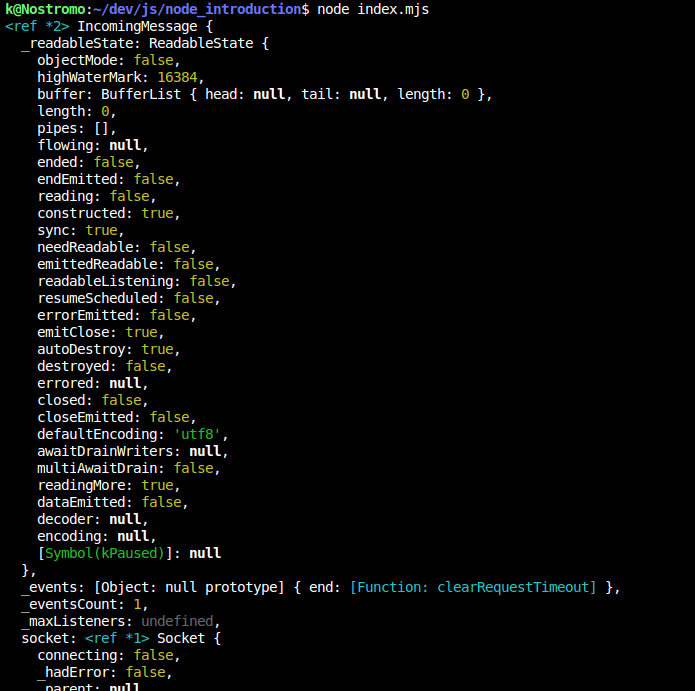 k@Nostromo:~/dev/js/node_introduction$ node index.mjs
<ref *2> IncomingMessage {
  _readableState: ReadableState {
    objectMode: false,
    highWaterMark: 16384,
    buffer: BufferList { head: null, tail: null, length: 0 },
    length: 0,
    pipes: [],
    flowing: null,
    ended: false,
    endEmitted: false,
    reading: false,
    constructed: true,
    sync: true,
    needReadable: false,
    emittedReadable: false,
    readableListening: false,
    resumeScheduled: false,
    errorEmitted: false,
    emitClose: true,
    autoDestroy: true,
    destroyed: false,
    errored: null,
    closed: false,
    closeEmitted: false,
    defaultEncoding: 'utf8',
    awaitDrainWriters: null,
    multiAwaitDrain: false,
    readingMore: true,
    dataEmitted: false,
    decoder: null,
    encoding: null,
    [Symbol(kPaused)]: null
  },
  _events: [Object: null prototype] { end: [Function: clearRequestTimeout] },
  _eventsCount: 1,
  _maxListeners: undefined,
  socket: <ref *1> Socket {
    connecting: false,
    _hadError: false,
    _parent: null